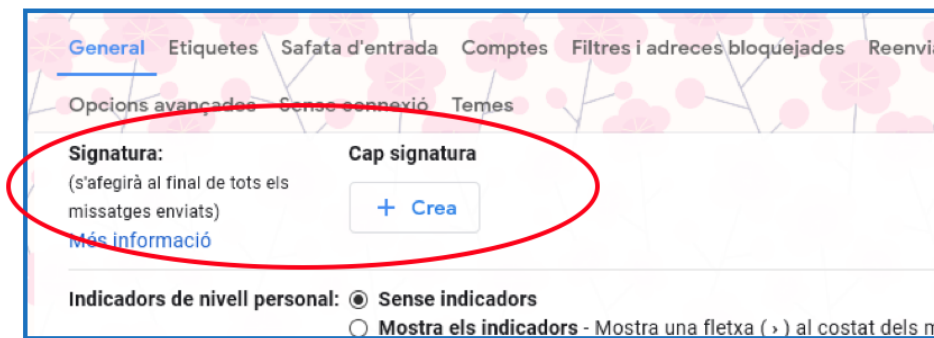 General Etiquetes Safata d'entrada Comptes Filtres i adreces bloquejades Reenvia
Opcions avançades Sense connexió Temes
Signatura: Cap signatura
(s'afegirà al final de tots els
missatges enviats)
+ Crea
Més informació
Indicadors de nivell personal: Sense indicadors
Mostra els indicadors - Mostra una fletxa ( › ) al costat dels